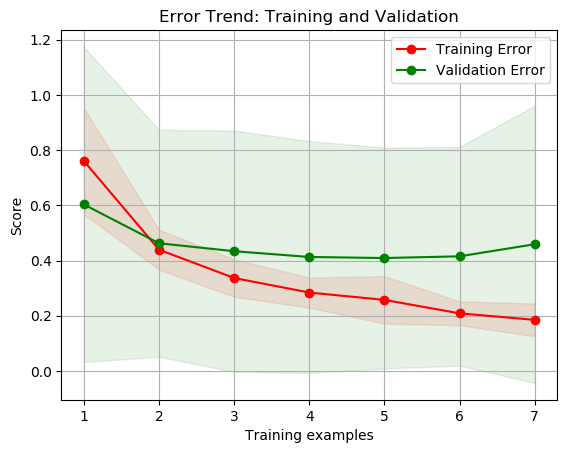 Error Trend: Training and Validation
Training Error
Validation Error
Score
1.2
1.0
0.8
0.6
0.4
0.2
0.0
1 2 3 4 5 6 7
Training examples